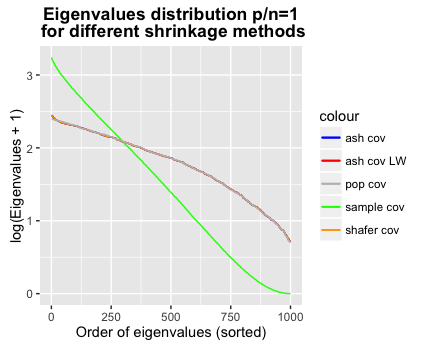 Eigenvalues distribution p/n=1
for different shrinkage methods
log(Eigenvalues + 1)
3
2
1
0
0
250
500
750
1000
Order of eigenvalues (sorted)
colour
ash cov
ash cov LW
pop cov
sample cov
shafer cov